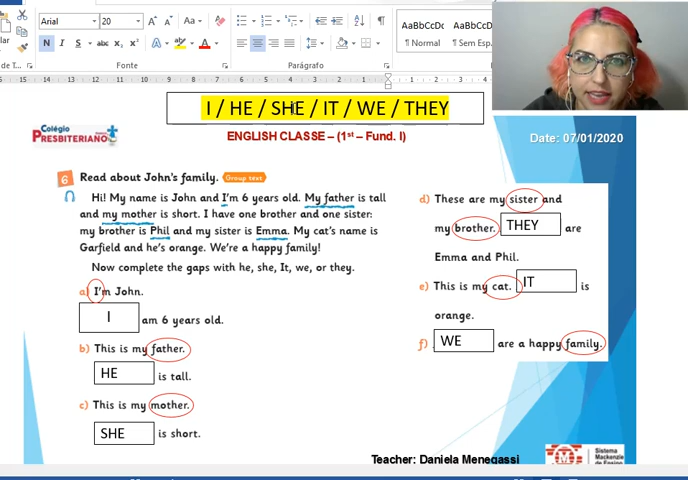 Arial
20
AaBbCcDc
AaBbCcDc
¶ Normal
¶ Sem Esp
Fonte
Parágrafo
I / HE / SHE / IT / WE / THEY
Colégio
PRESBITERIANO
ENGLISH CLASSE – (1st – Fund. I)
Date: 07/01/2020
6 Read about John's family. Group text
Hi! My name is John and I'm 6 years old. My father is tall
and my mother is short. I have one brother and one sister:
my brother is Phil and my sister is Emma. My cat's name is
Garfield and he's orange. We're a happy family!
Now complete the gaps with he, she, It, we, or they.
a) I'm John.
I am 6 years old.
b) This is my father.
HE is tall.
c) This is my mother.
SHE is short.
d) These are my sister and
my brother. THEY are
Emma and Phil.
e) This is my cat. IT is
orange.
f) WE are a happy family.
Teacher: Daniela Menegassi
Sistema
Mackenzie
de Ensino